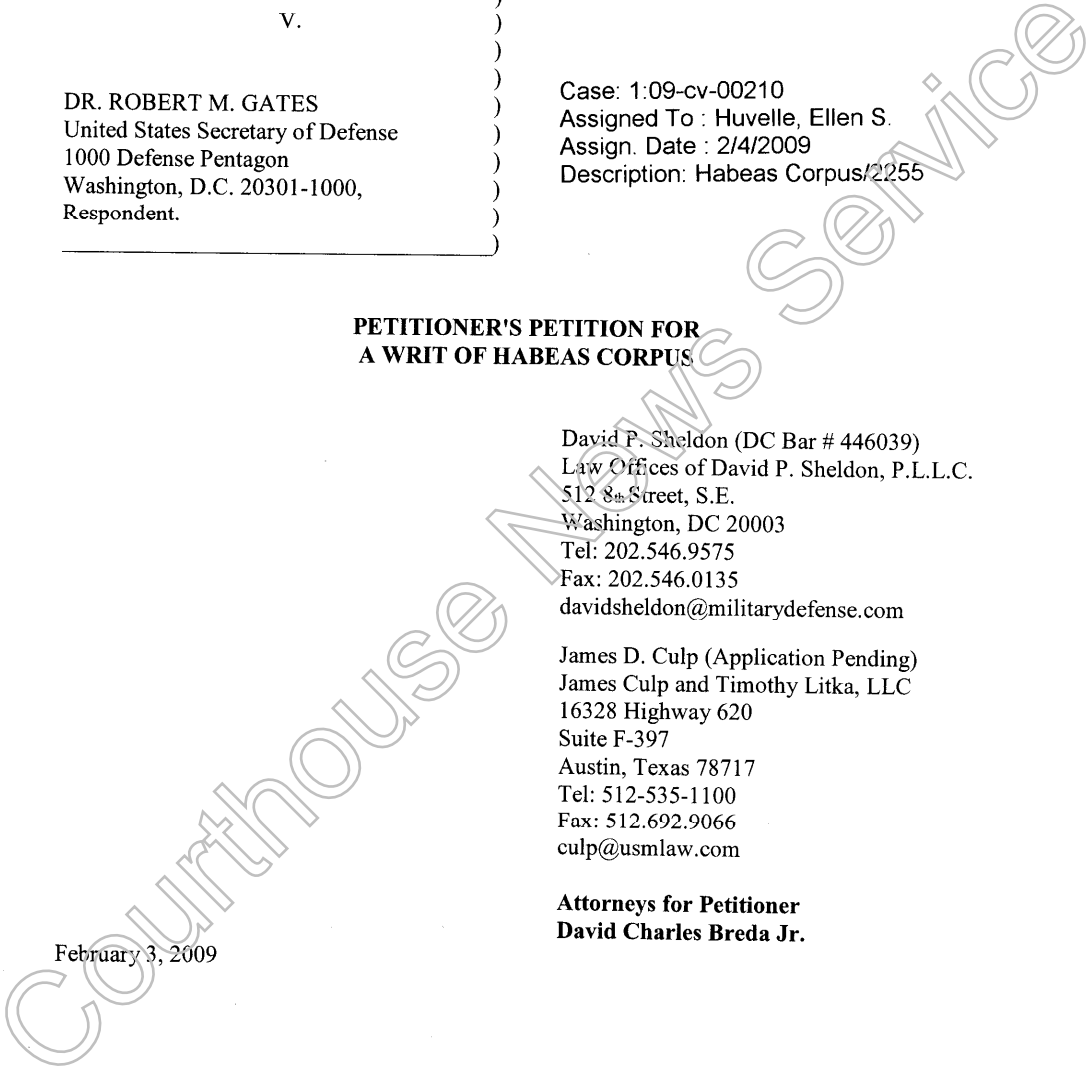 V.
)
)
)
)
)
)
)
)
)
DR. ROBERT M. GATES
United States Secretary of Defense
1000 Defense Pentagon
Washington, D.C. 20301-1000,
Respondent.
Case: 1:09-cv-00210
Assigned To : Huvelle, Ellen S.
Assign. Date : 2/4/2009
Description: Habeas Corpus/2255
PETITIONER'S PETITION FOR
A WRIT OF HABEAS CORPUS
David P. Sheldon (DC Bar # 446039)
Law Offices of David P. Sheldon, P.L.L.C.
512 8th Street, S.E.
Washington, DC 20003
Tel: 202.546.9575
Fax: 202.546.0135
davidsheldon@militarydefense.com
James D. Culp (Application Pending)
James Culp and Timothy Litka, LLC
16328 Highway 620
Suite F-397
Austin, Texas 78717
Tel: 512-535-1100
Fax: 512.692.9066
culp@usmlaw.com
Attorneys for Petitioner
David Charles Breda Jr.
February 3, 2009
Courthouse News Service